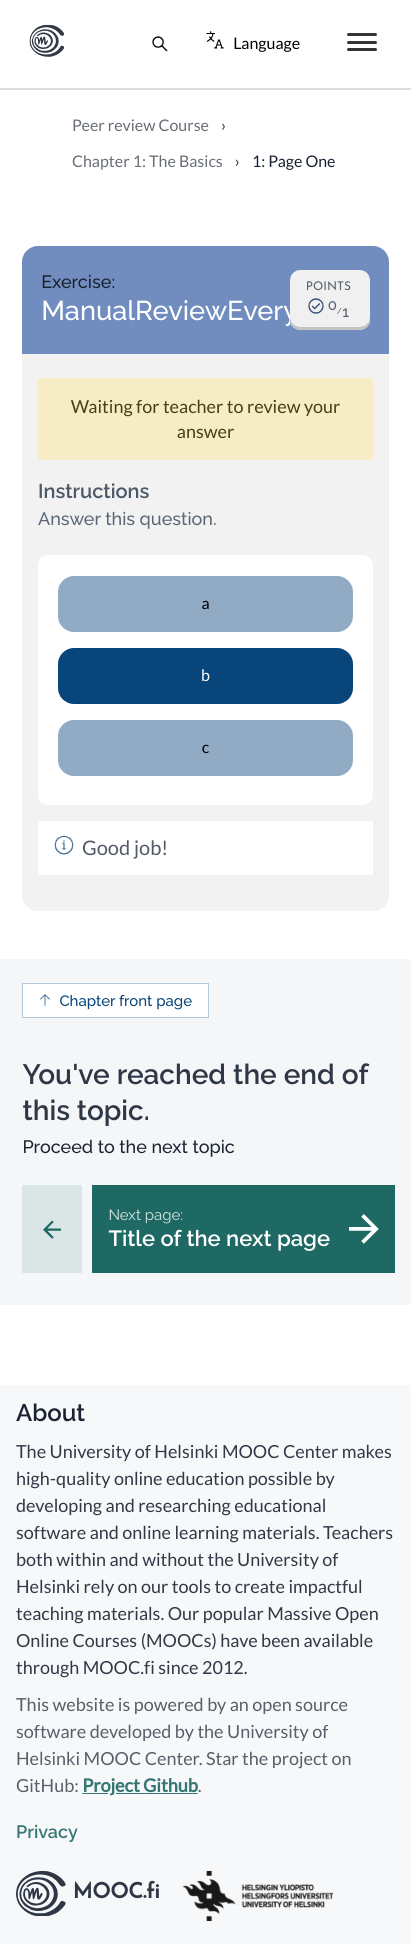 Language
Peer review Course ›
Chapter 1: The Basics › 1: Page One
Exercise:
ManualReviewEvery
POINTS
0/1
Waiting for teacher to review your
answer
Instructions
Answer this question.
a
b
c
Good job!
Chapter front page
You've reached the end of
this topic.
Proceed to the next topic
Next page:
Title of the next page
About
The University of Helsinki MOOC Center makes
high-quality online education possible by
developing and researching educational
software and online learning materials. Teachers
both within and without the University of
Helsinki rely on our tools to create impactful
teaching materials. Our popular Massive Open
Online Courses (MOOCs) have been available
through MOOC.fi since 2012.
This website is powered by an open source
software developed by the University of
Helsinki MOOC Center. Star the project on
GitHub: Project Github.
Privacy
MOOC.fi
HELSINGIN YLIOPISTO
HELSINGFORS UNIVERSITET
UNIVERSITY OF HELSINKI